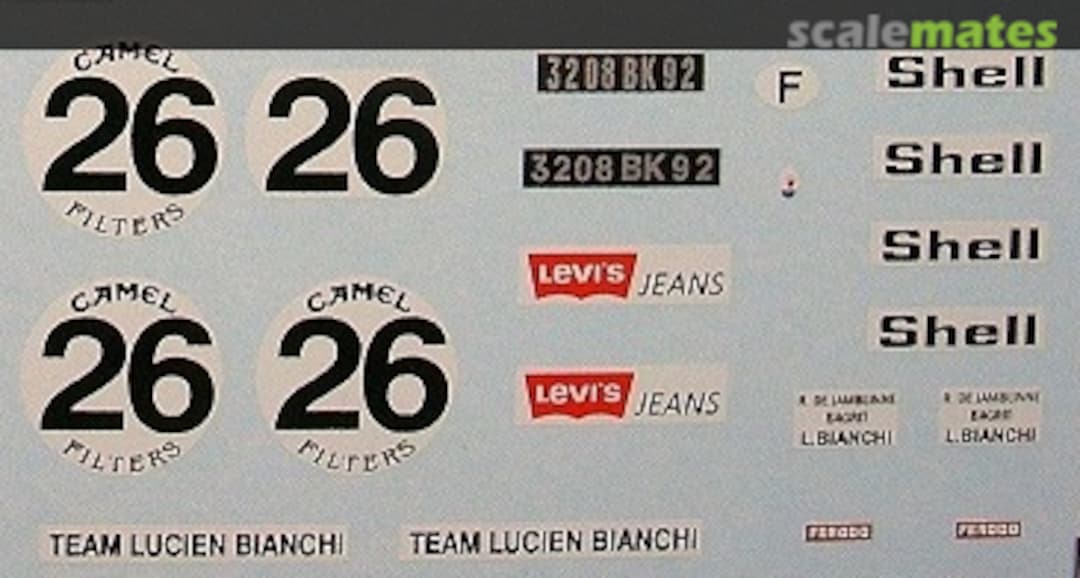 scalemates
CAMEL
26
FILTERS
26
3208 BK 92
F
Shell
3208 BK 92
Shell
LEVI'S JEANS
Shell
CAMEL
26
FILTERS
CAMEL
26
FILTERS
LEVI'S JEANS
Shell
L. BIANCHI
L. BIANCHI
TEAM LUCIEN BIANCHI
TEAM LUCIEN BIANCHI
FERODO
FERODO